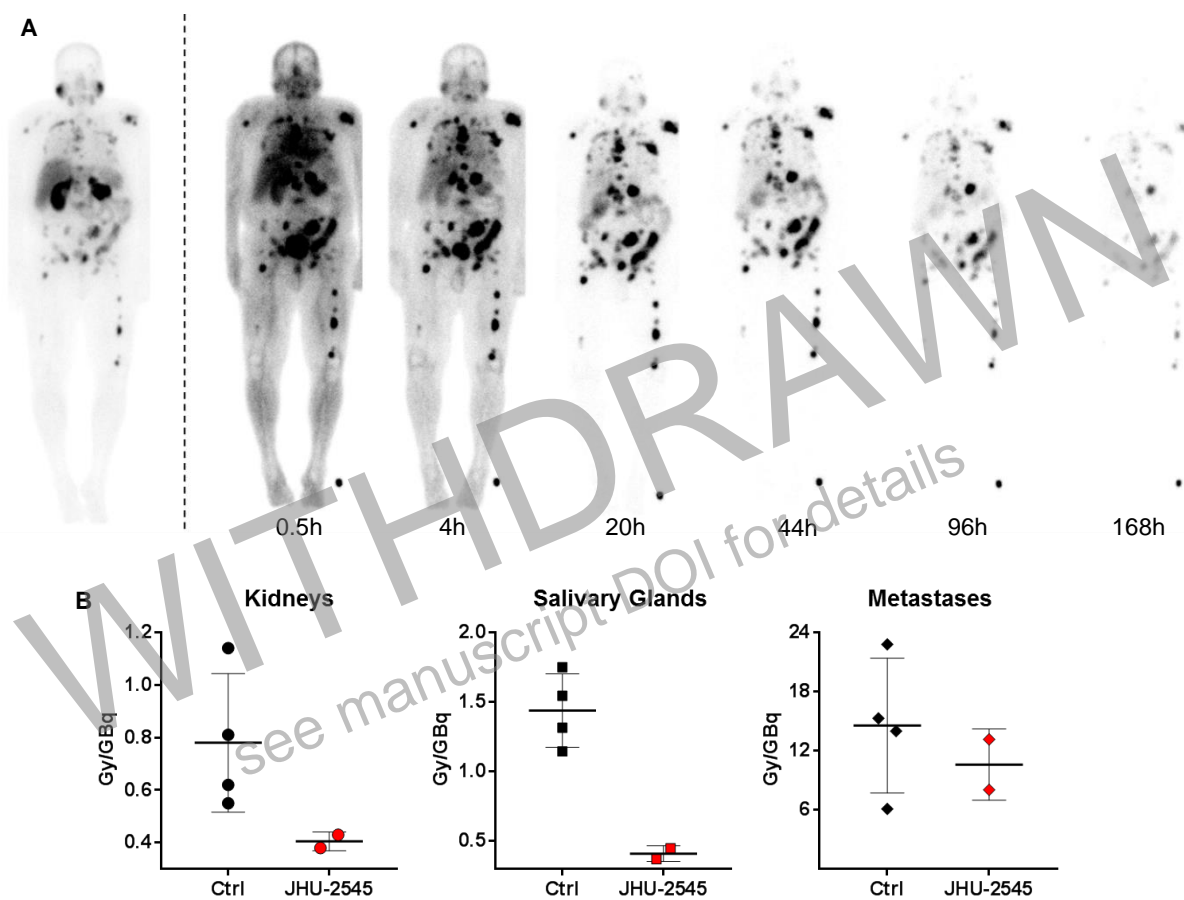 A
0.5h 4h 20h 44h 96h 168h
WITHDRAWN
see manuscript DOI for details
B
Kidneys
1.2
1.0
0.8
0.6
0.4
Gy/GBq
Ctrl JHU-2545
Salivary Glands
2.0
1.5
1.0
0.5
Gy/GBq
Ctrl JHU-2545
Metastases
24
18
12
6
Gy/GBq
Ctrl JHU-2545